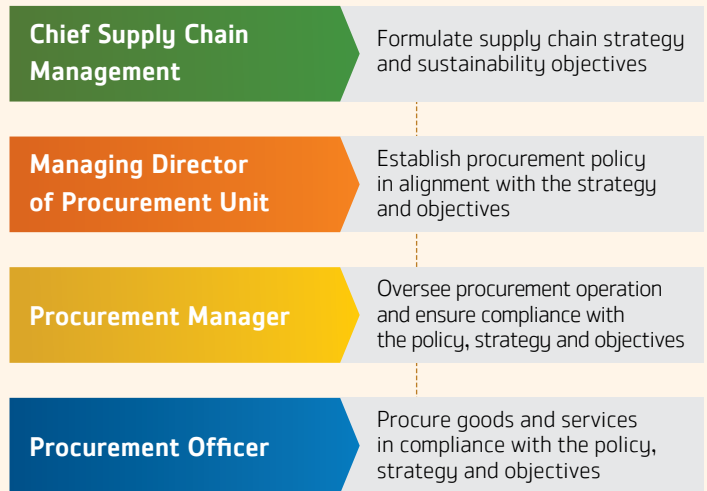 Chief Supply Chain
Management
Formulate supply chain strategy
and sustainability objectives
Managing Director
of Procurement Unit
Establish procurement policy
in alignment with the strategy
and objectives
Procurement Manager
Oversee procurement operation
and ensure compliance with
the policy, strategy and objectives
Procurement Officer
Procure goods and services
in compliance with the policy,
strategy and objectives